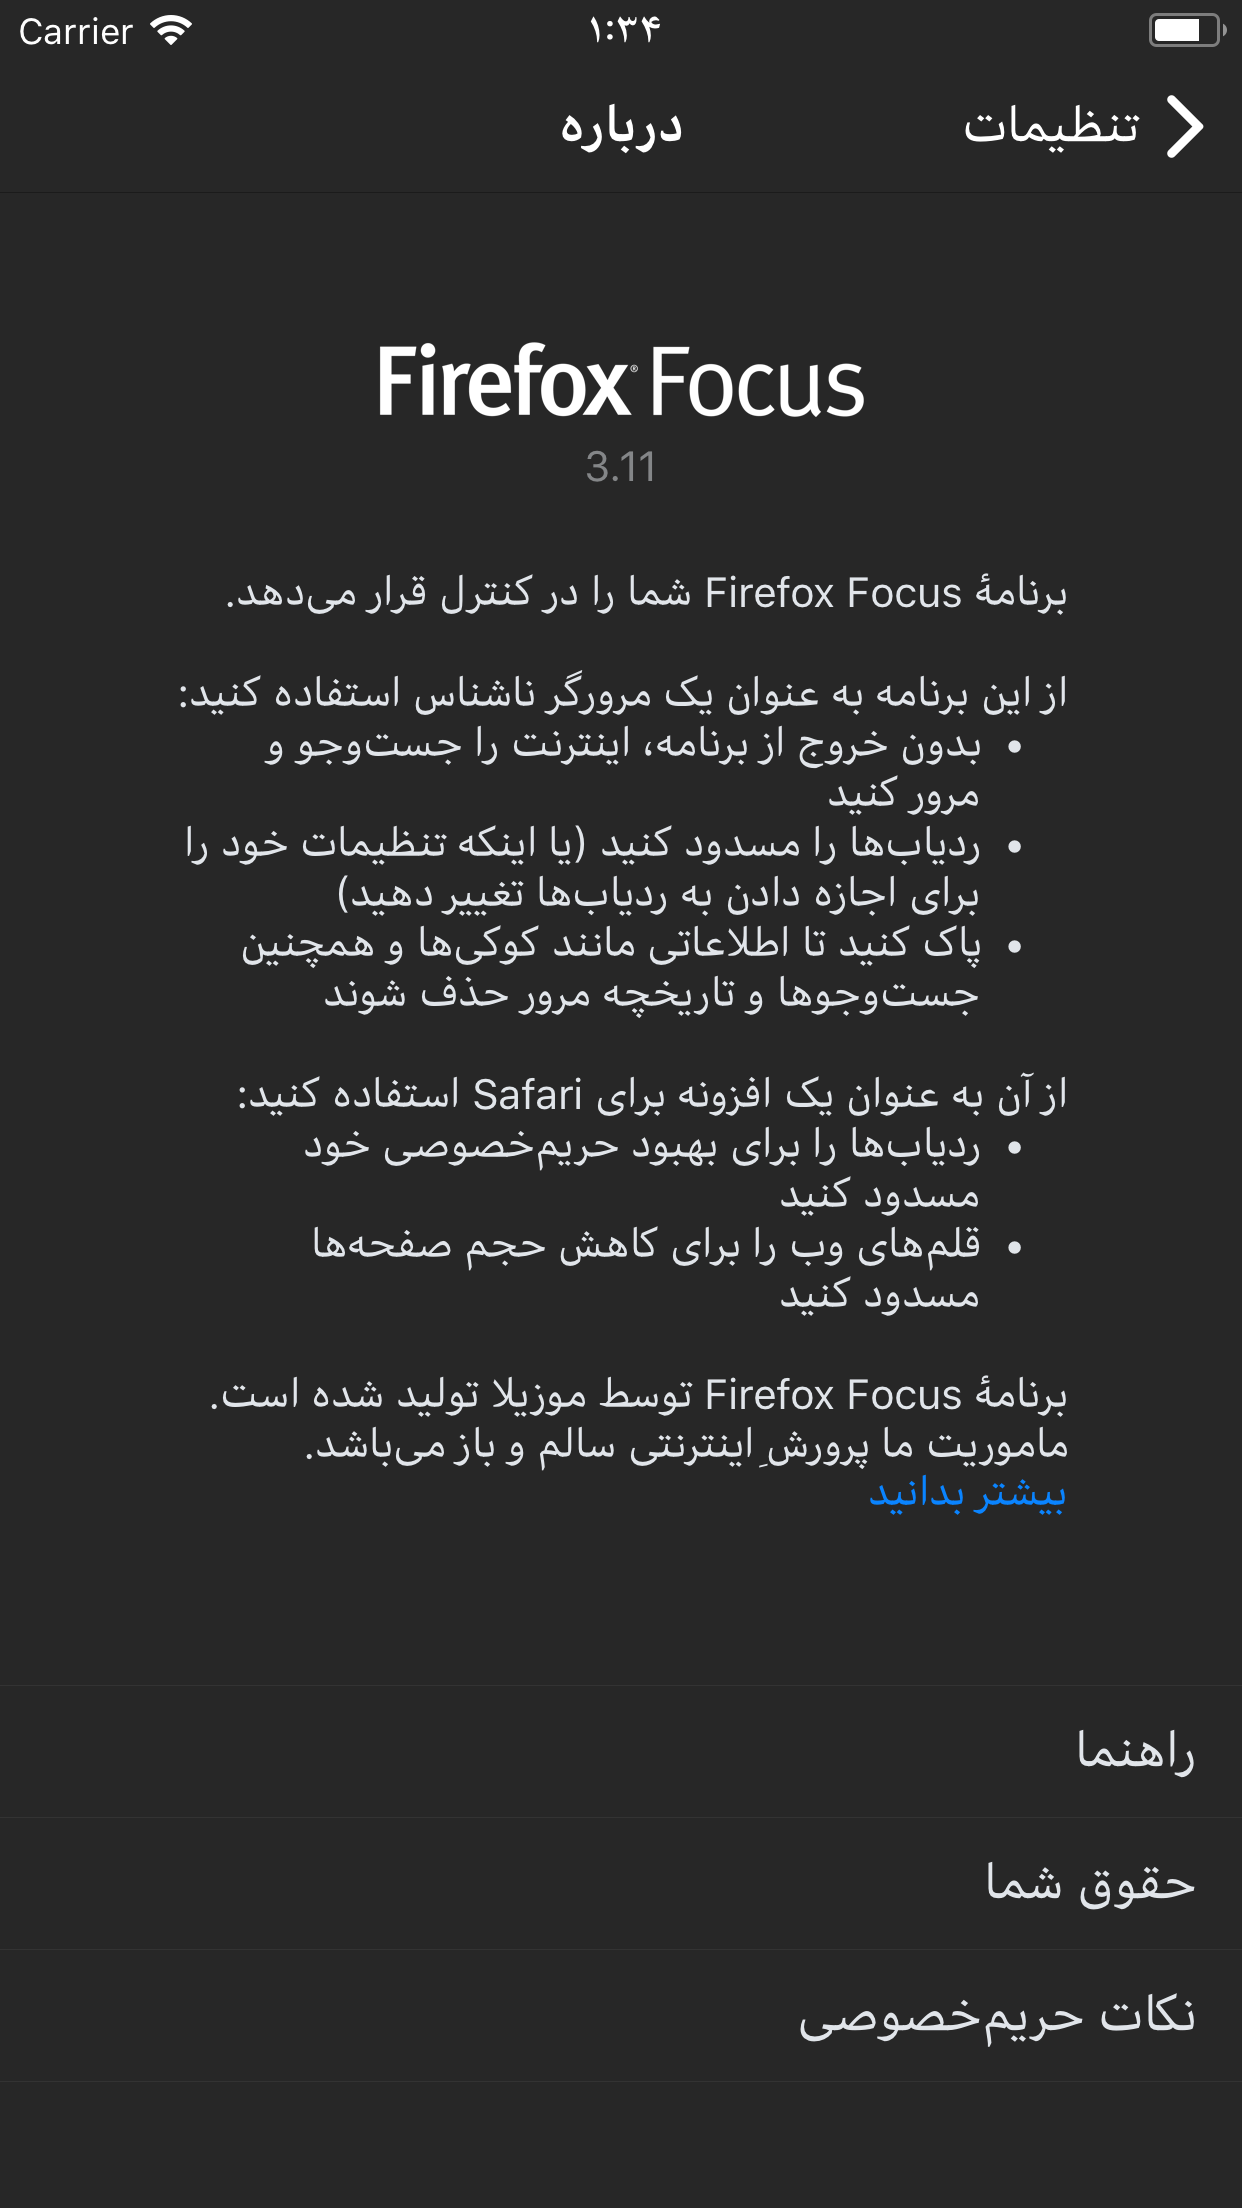 Carrier ۱:۳۴
تنظیمات
درباره
Firefox® Focus
3.11
برنامهٔ Firefox Focus شما را در کنترل قرار می‌دهد.
از این برنامه به عنوان یک مرورگر ناشناس استفاده کنید:
• بدون خروج از برنامه، اینترنت را جست‌وجو و
مرور کنید
• ردیاب‌ها را مسدود کنید (یا اینکه تنظیمات خود را
برای اجازه دادن به ردیاب‌ها تغییر دهید)
• پاک کنید تا اطلاعاتی مانند کوکی‌ها و همچنین
جست‌وجوها و تاریخچه مرور حذف شوند
از آن به عنوان یک افزونه برای Safari استفاده کنید:
• ردیاب‌ها را برای بهبود حریم‌خصوصی خود
مسدود کنید
• قلم‌های وب را برای کاهش حجم صفحه‌ها
مسدود کنید
برنامهٔ Firefox Focus توسط موزیلا تولید شده است.
ماموریت ما پرورشِ اینترنتی سالم و باز می‌باشد.
بیشتر بدانید
راهنما
حقوق شما
نکات حریم‌خصوصی